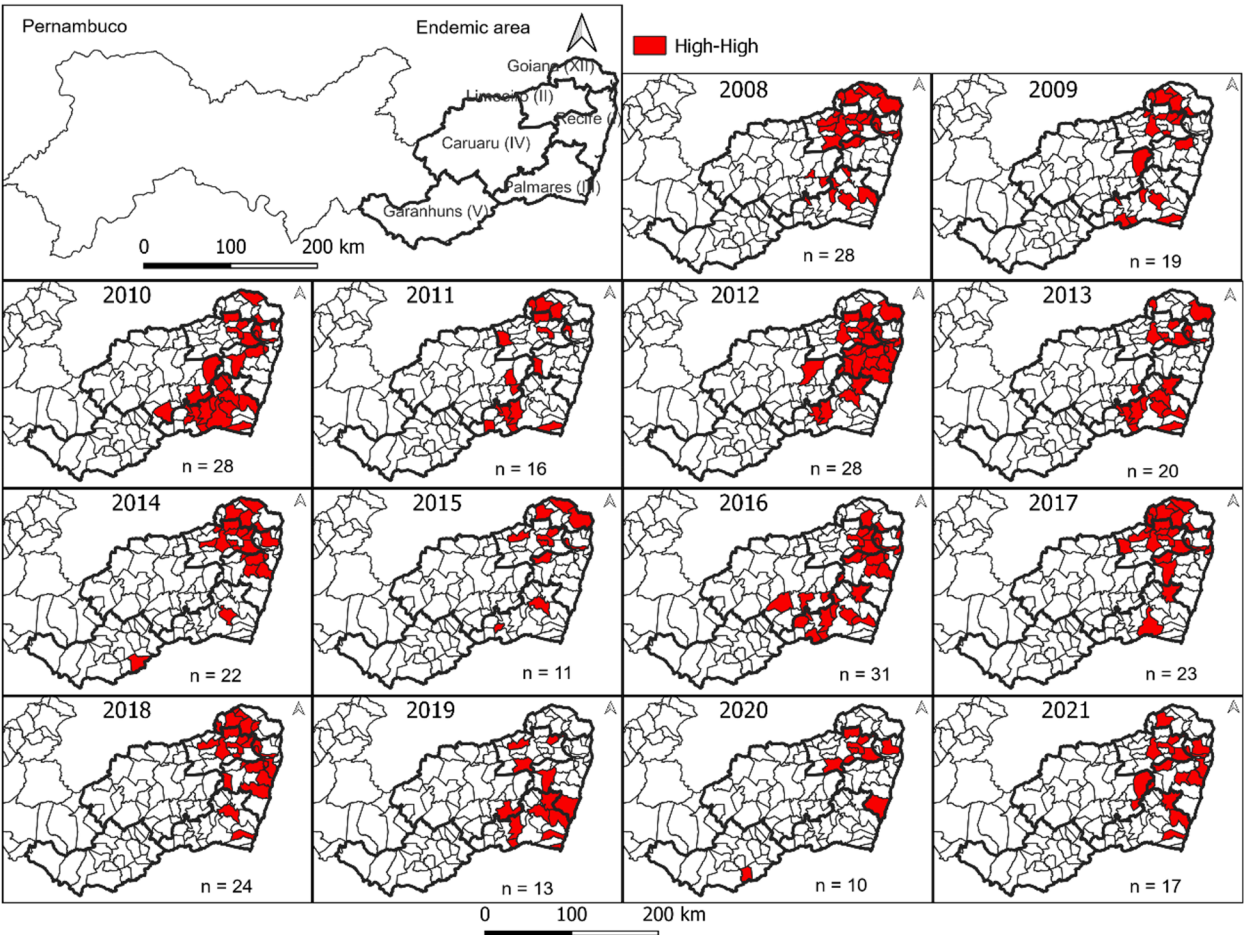 Pernambuco
Endemic area
Goiana (XII)
Limoeiro (II)
Recife (I)
Caruaru (IV)
Palmares (III)
Garanhuns (V)
0 100 200 km
High-High
2008
n = 28
2009
n = 19
2010
n = 28
2011
n = 16
2012
n = 28
2013
n = 20
2014
n = 22
2015
n = 11
2016
n = 31
2017
n = 23
2018
n = 24
2019
n = 13
2020
n = 10
2021
n = 17
0 100 200 km